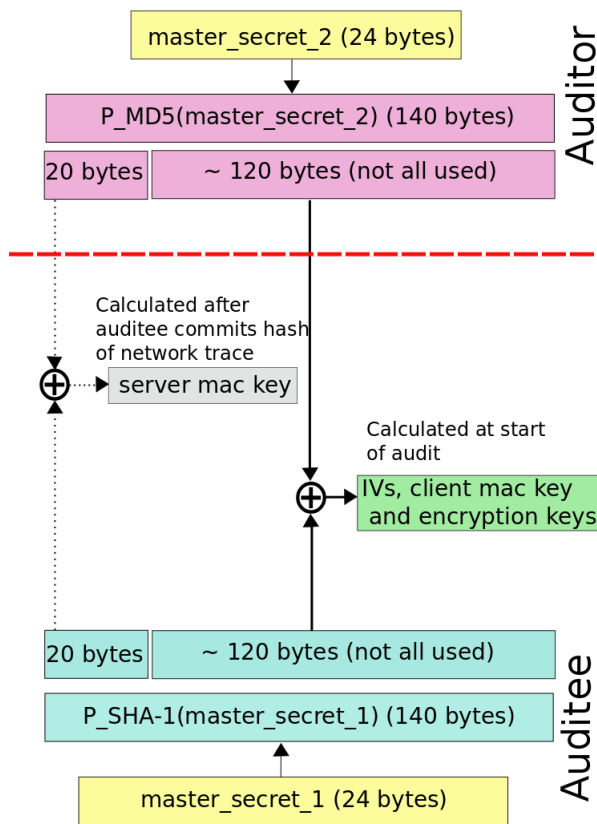 master_secret_2 (24 bytes)
Auditor
P_MD5(master_secret_2) (140 bytes)
20 bytes
~ 120 bytes (not all used)
Calculated after
auditee commits hash
of network trace
server mac key
Calculated at start
of audit
IVs, client mac key
and encryption keys
20 bytes
~ 120 bytes (not all used)
Auditee
P_SHA-1(master_secret_1) (140 bytes)
master_secret_1 (24 bytes)